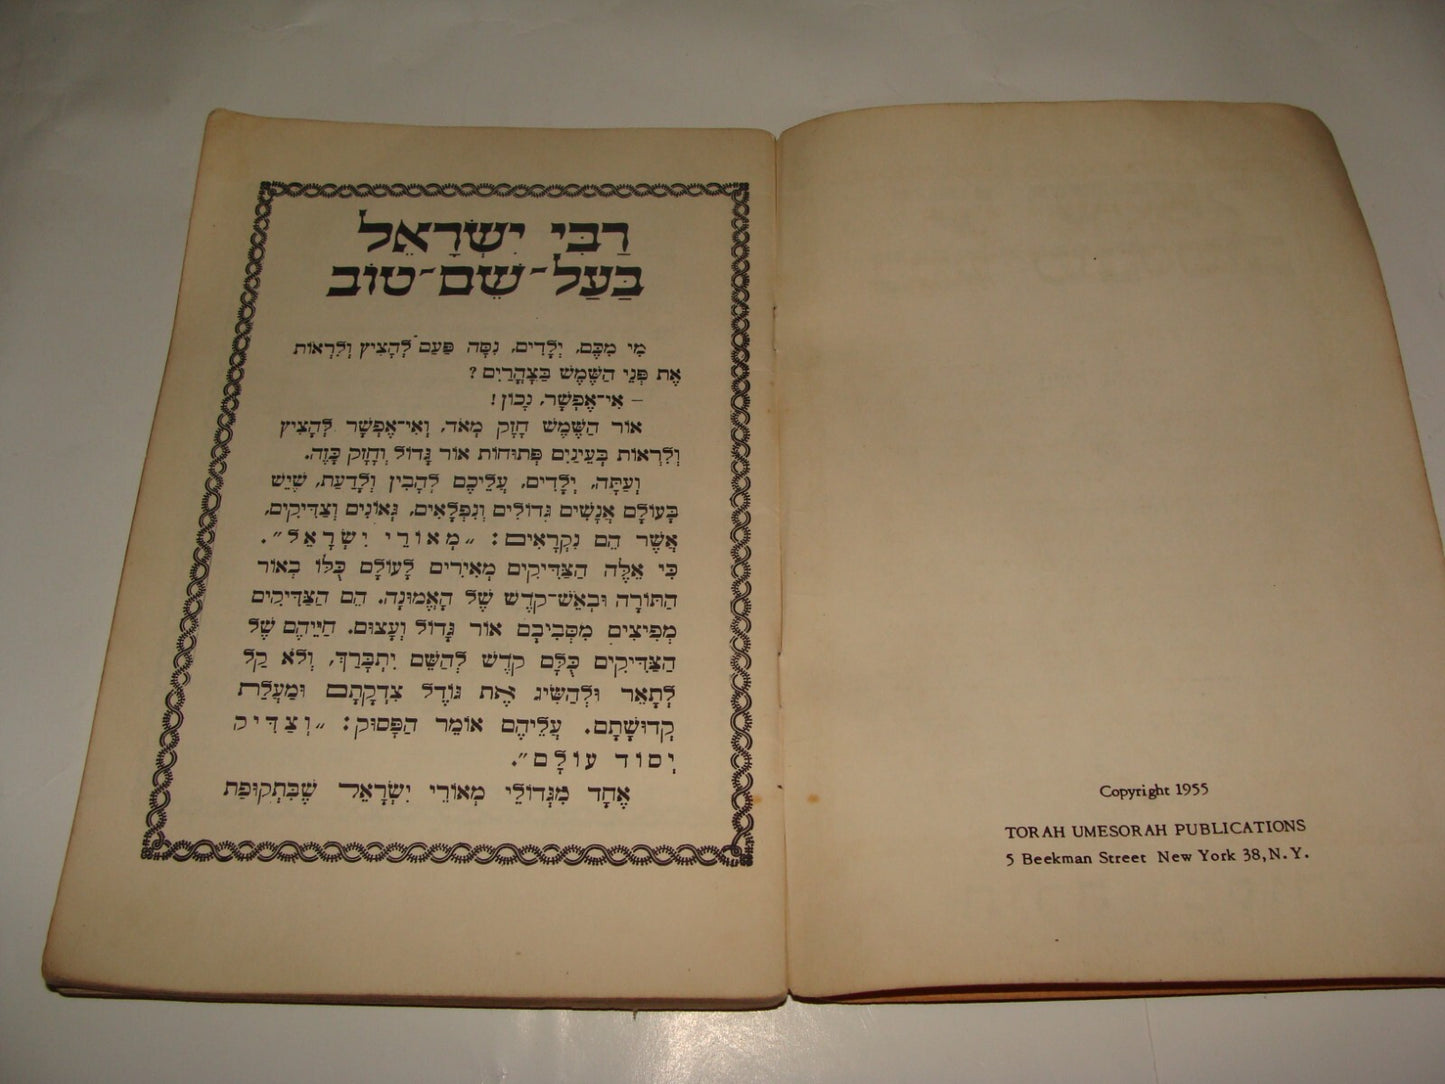 רַבִּי יִשְׂרָאֵל
בַּעַל־שֵׁם־טוֹב
מִי מִכֶּם, יְלָדִים, נִסָּה פַּעַם לְהָצִיץ וְלִרְאוֹת
אֶת פְּנֵי הַשֶּׁמֶשׁ בַּצָּהֳרַיִם?
– אִי־אֶפְשָׁר, נָכוֹן!
אוֹר הַשֶּׁמֶשׁ חָזָק מְאֹד, וְאִי־אֶפְשָׁר לְהָצִיץ
וְלִרְאוֹת בְּעֵינַיִם פְּתוּחוֹת אוֹר גָּדוֹל וְחָזָק כָּזֶה.
וְעַתָּה, יְלָדִים, עֲלֵיכֶם לְהָבִין וְלָדַעַת, שֶׁיֵּשׁ
בָּעוֹלָם אֲנָשִׁים גְּדוֹלִים וְנִפְלָאִים, גְּאוֹנִים וְצַדִּיקִים,
אֲשֶׁר הֵם נִקְרָאִים: „מְאוֹרֵי יִשְׂרָאֵל”.
כִּי אֵלֶּה הַצַּדִּיקִים מְאִירִים לָעוֹלָם כֻּלּוֹ בְּאוֹר
הַתּוֹרָה וּבְאֵשׁ־קֹדֶשׁ שֶׁל הָאֱמוּנָה. הֵם הַצַּדִּיקִים
מְפִיצִים מִסְּבִיבָם אוֹר גָּדוֹל וְעָצוּם. חַיֵּיהֶם שֶׁל
הַצַּדִּיקִים כֻּלָּם קֹדֶשׁ לְהַשֵּׁם יִתְבָּרַךְ, וְלֹא קַל
לְתָאֵר וּלְהַשִּׂיג אֶת גּוֹדֶל צִדְקָתָם וּמַעֲלַת
קְדוּשָּׁתָם. עֲלֵיהֶם אוֹמֵר הַפָּסוּק: „וְצַדִּיק
יְסוֹד עוֹלָם”.
אֶחָד מִגְּדוֹלֵי מְאוֹרֵי יִשְׂרָאֵל שֶׁבִּתְקוּפַת
Copyright 1955
TORAH UMESORAH PUBLICATIONS
5 Beekman Street New York 38, N.Y.